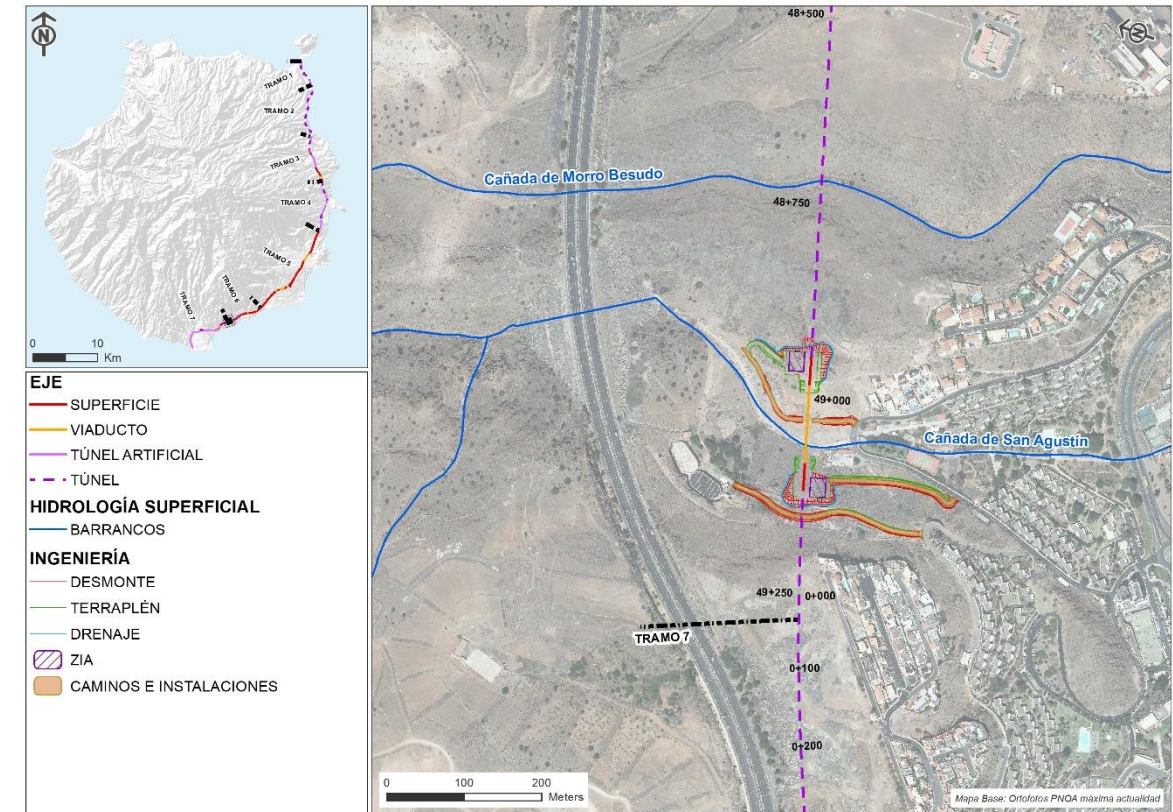 N
TRAMO 1
TRAMO 2
TRAMO 3
TRAMO 4
TRAMO 5
TRAMO 6
TRAMO 7
0 10
Km
EJE
SUPERFICIE
VIADUCTO
TÚNEL ARTIFICIAL
TÚNEL
HIDROLOGÍA SUPERFICIAL
BARRANCOS
INGENIERÍA
DESMONTE
TERRAPLÉN
DRENAJE
ZIA
CAMINOS E INSTALACIONES
48+500
N
Cañada de Morro Besudo
48+750
49+000
Cañada de San Agustín
49+250 0+000
TRAMO 7
0+100
0+200
0 100 200
Meters
Mapa Base: Ortofotos PNOA máxima actualidad